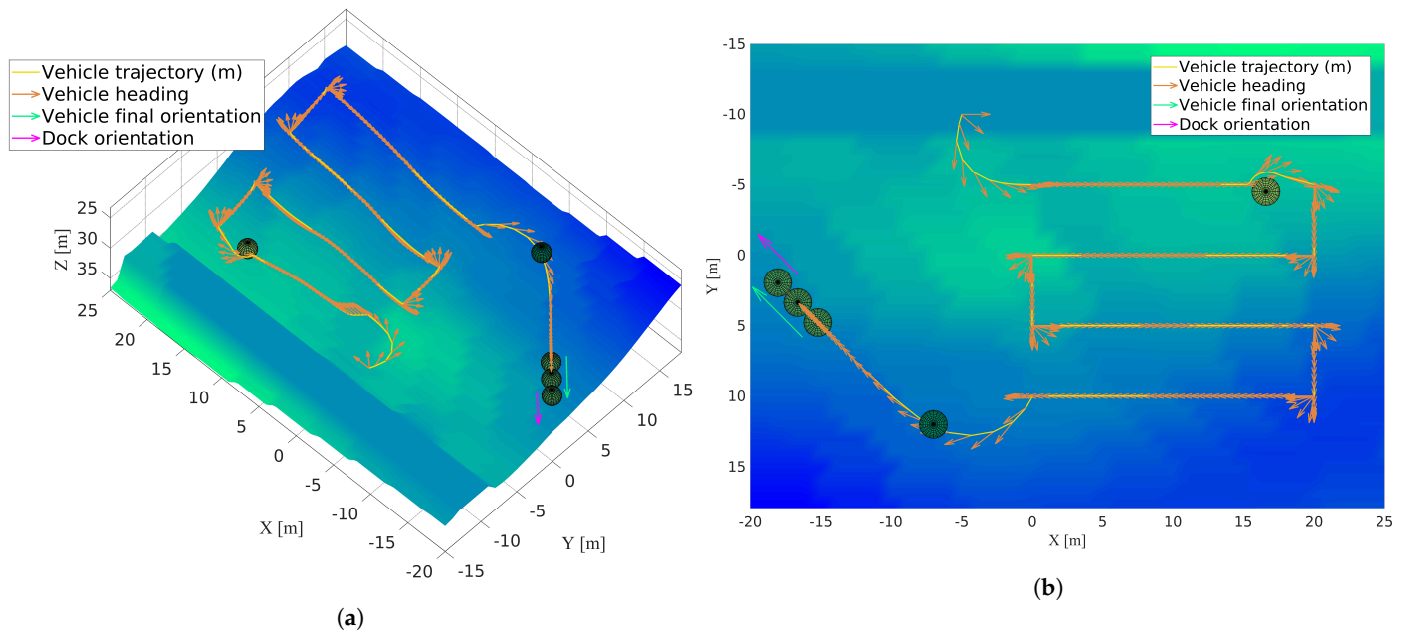 Vehicle trajectory (m)
Vehicle heading
Vehicle final orientation
Dock orientation
25
30
35
Z [m]
25
20
15
10
5
0
-5
-10
-15
-20
X [m]
15
10
5
0
-5
-10
-15
Y [m]
(a)
Vehicle trajectory (m)
Vehicle heading
Vehicle final orientation
Dock orientation
-15
-10
-5
0
5
10
15
Y [m]
-20 -15 -10 -5 0 5 10 15 20 25
X [m]
(b)